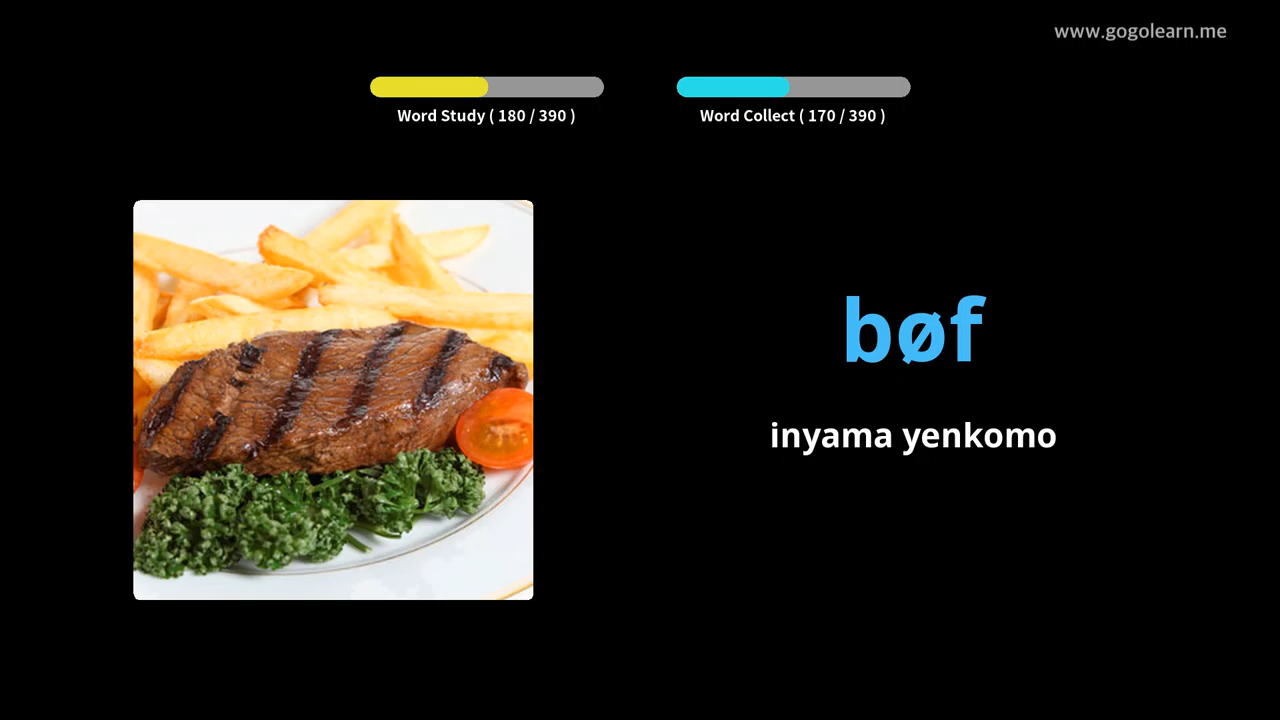 www.gogolearn.me
Word Study ( 180 / 390 )
Word Collect ( 170 / 390 )
bøf
inyama yenkomo